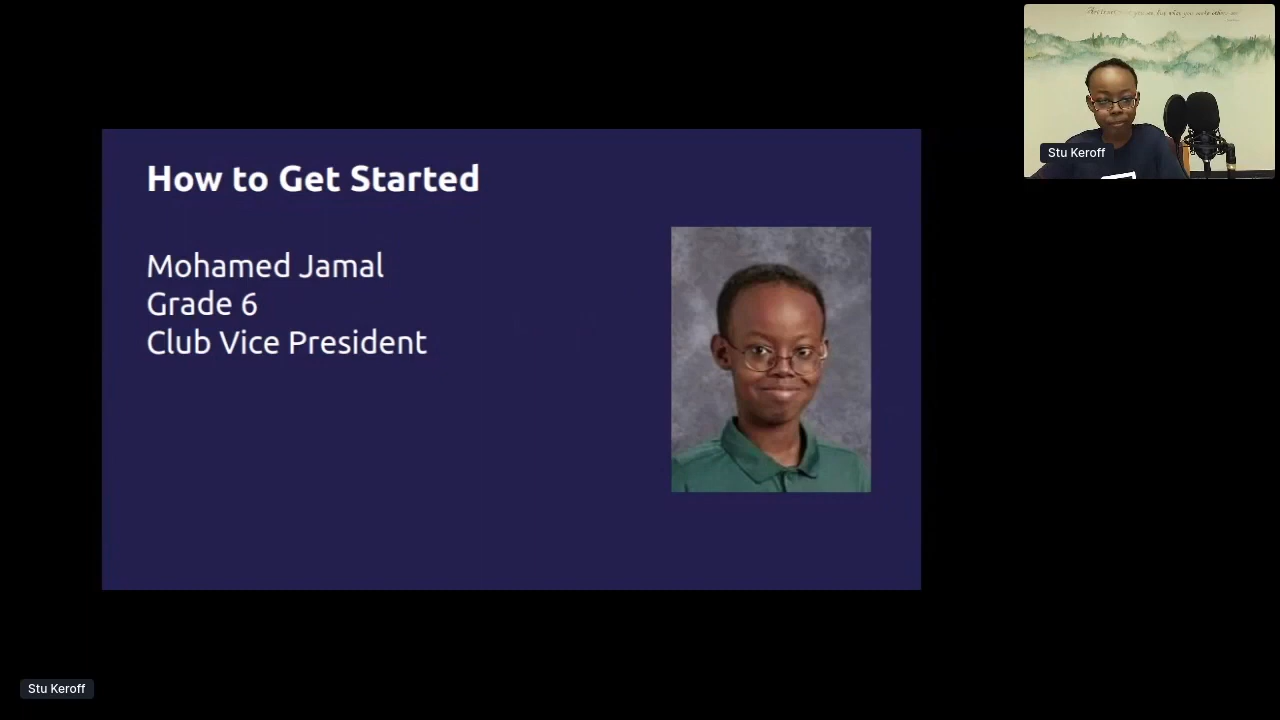 How to Get Started
Mohamed Jamal
Grade 6
Club Vice President
Stu Keroff
Stu Keroff